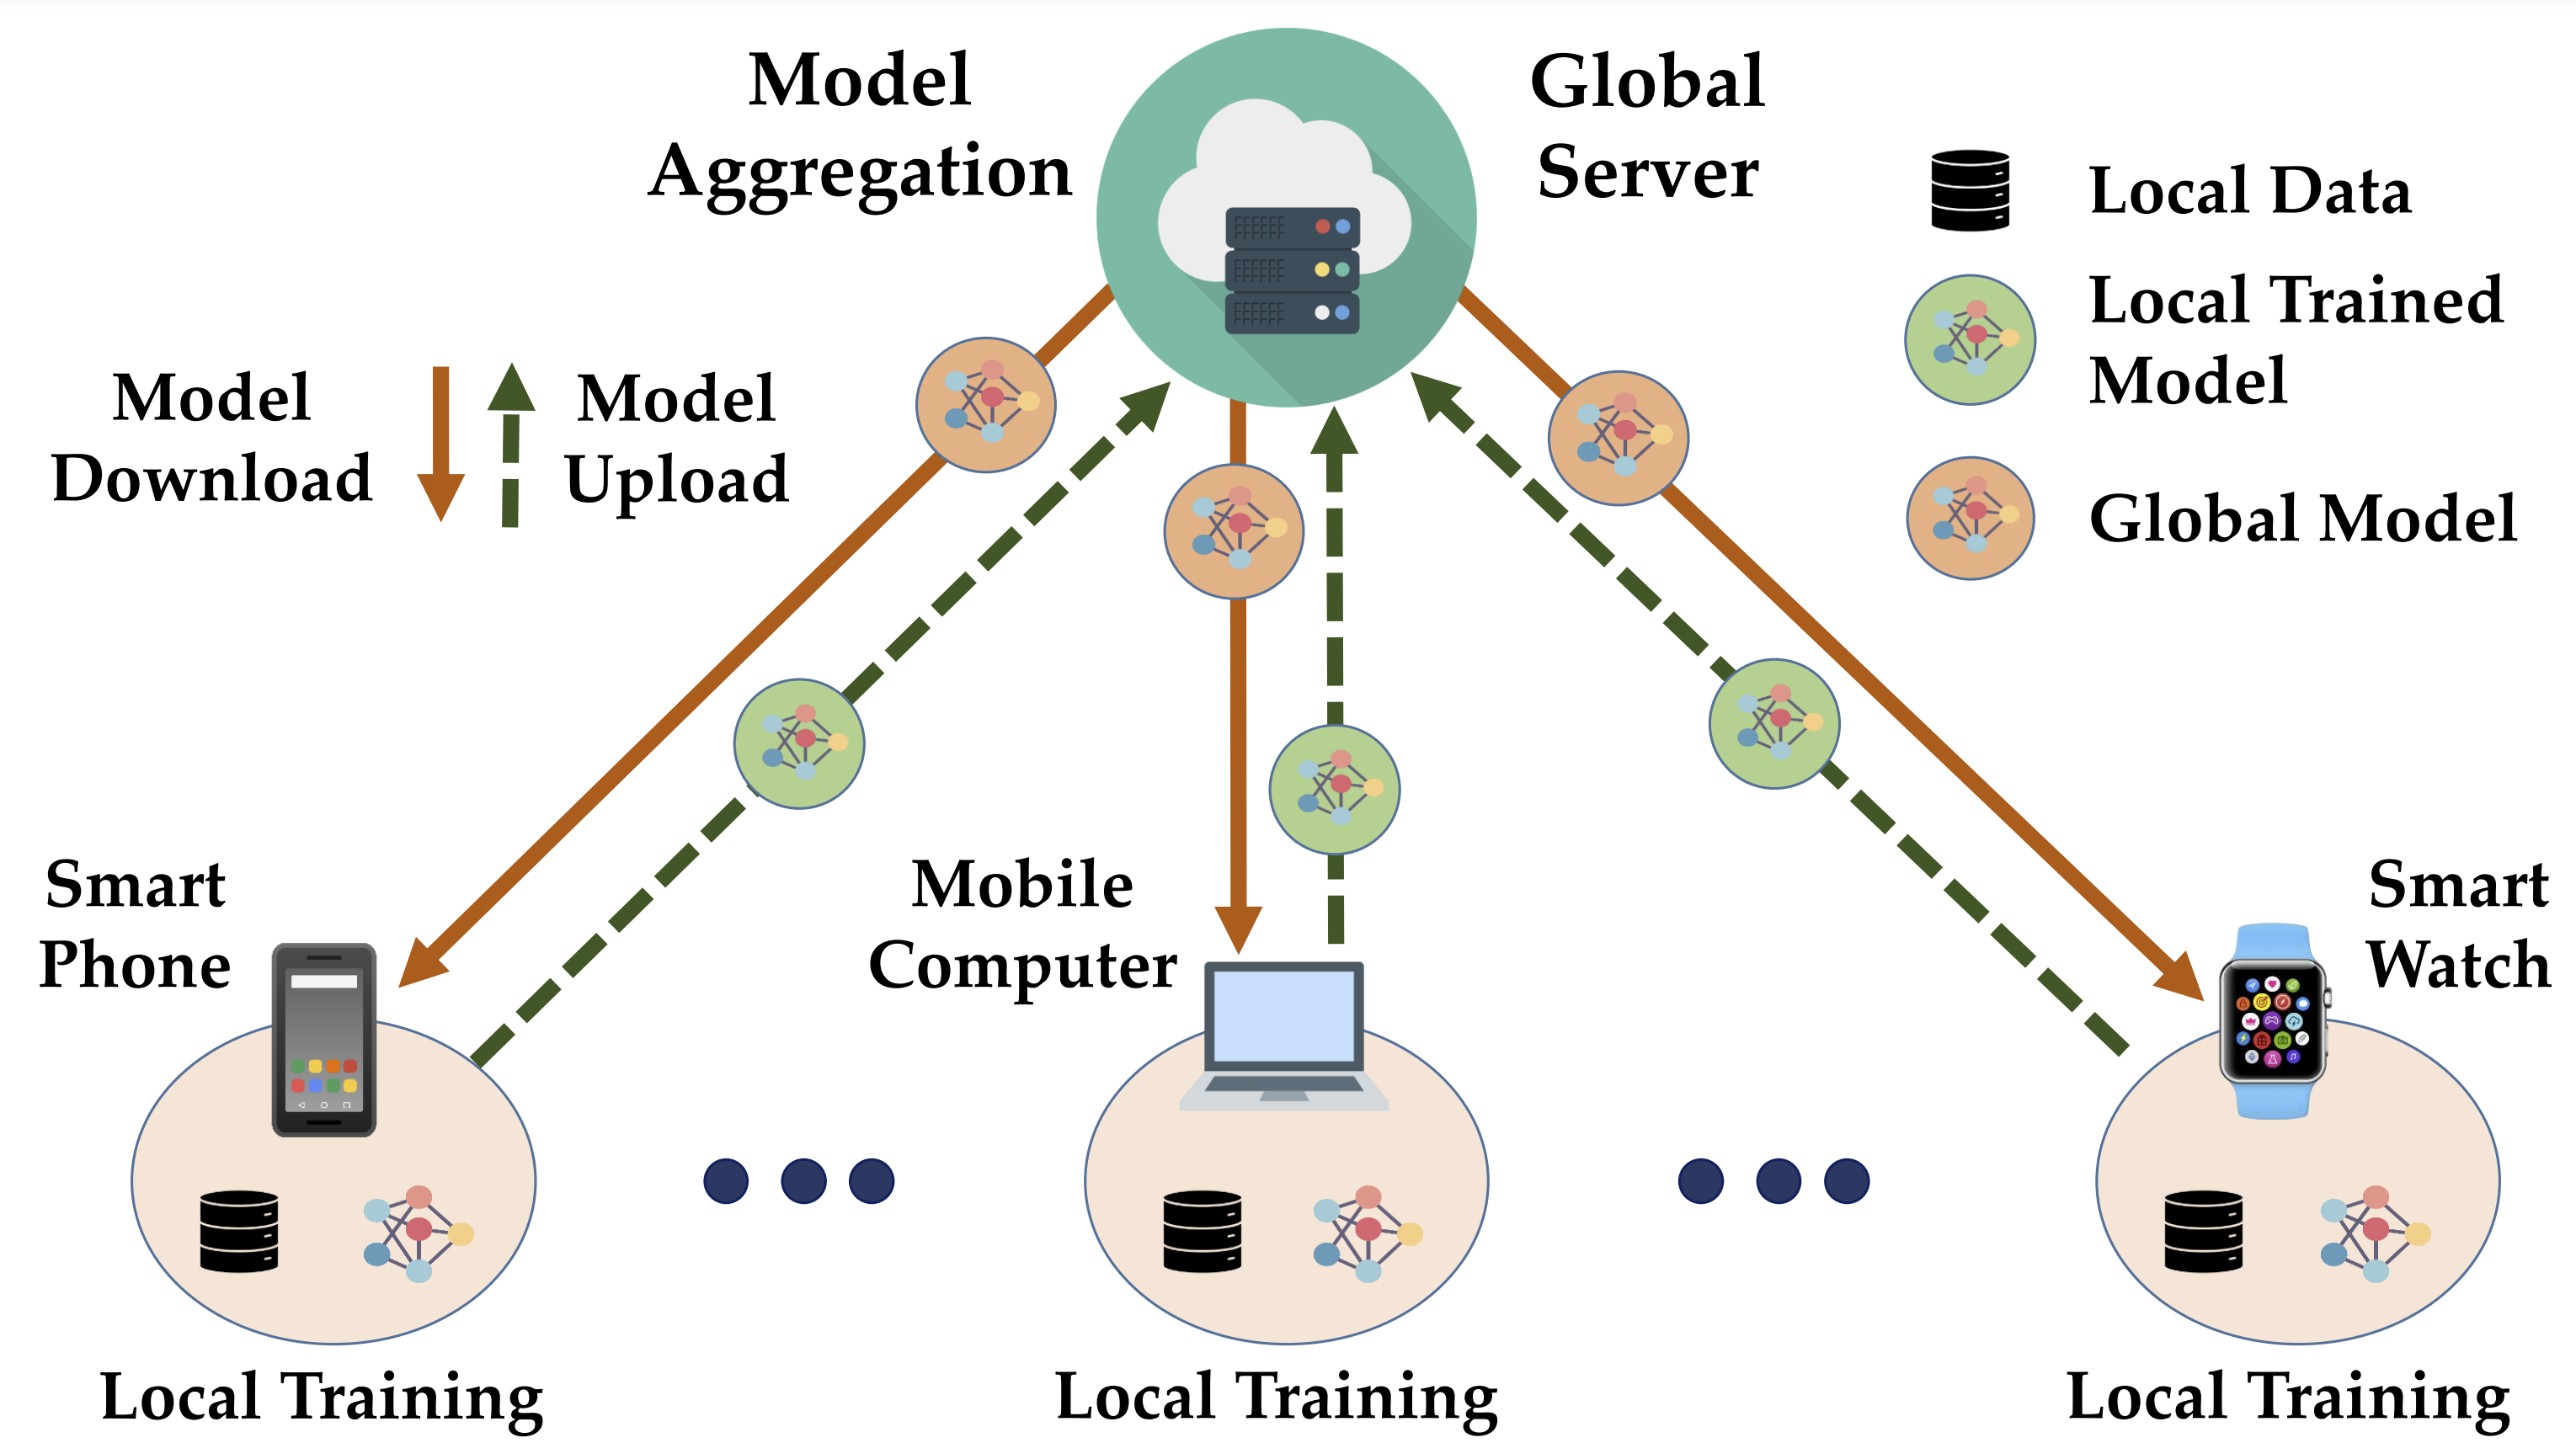 Model
Aggregation
Global
Server
Local Data
Local Trained
Model
Global Model
Model
Download
Model
Upload
Smart
Phone
Mobile
Computer
Smart
Watch
Local Training
Local Training
Local Training